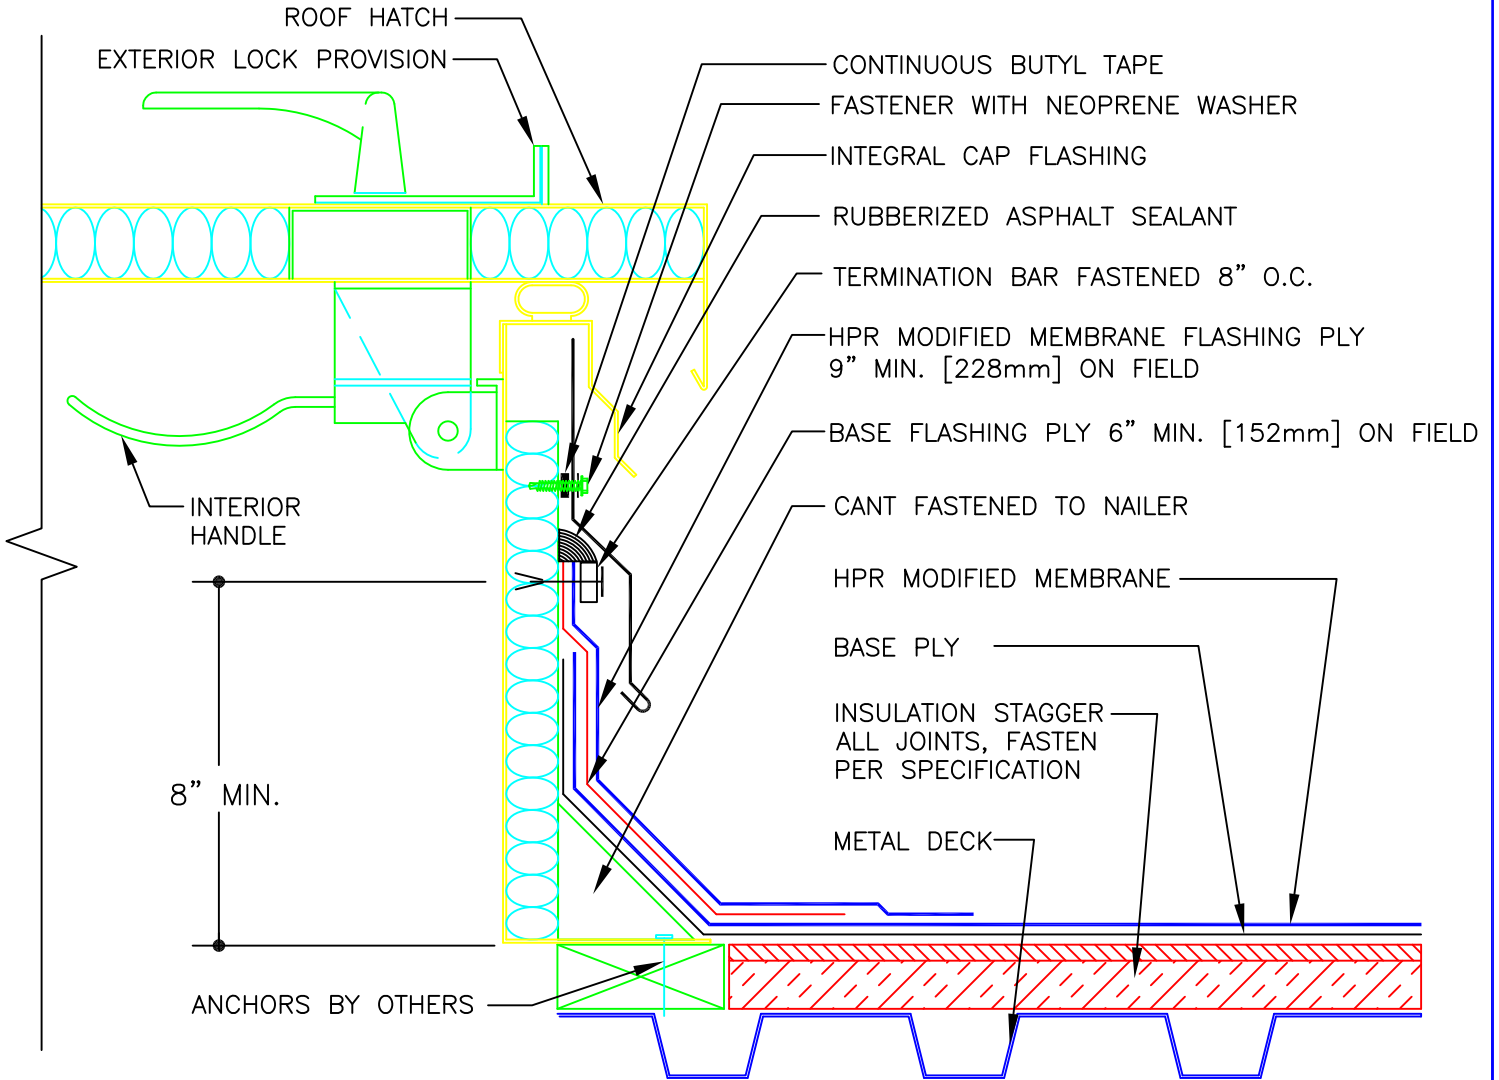 ROOF HATCH
EXTERIOR LOCK PROVISION
CONTINUOUS BUTYL TAPE
FASTENER WITH NEOPRENE WASHER
INTEGRAL CAP FLASHING
RUBBERIZED ASPHALT SEALANT
TERMINATION BAR FASTENED 8” O.C.
HPR MODIFIED MEMBRANE FLASHING PLY
9” MIN. [228mm] ON FIELD
BASE FLASHING PLY 6” MIN. [152mm] ON FIELD
CANT FASTENED TO NAILER
INTERIOR
HANDLE
HPR MODIFIED MEMBRANE
BASE PLY
INSULATION STAGGER
ALL JOINTS, FASTEN
PER SPECIFICATION
8” MIN.
METAL DECK
ANCHORS BY OTHERS